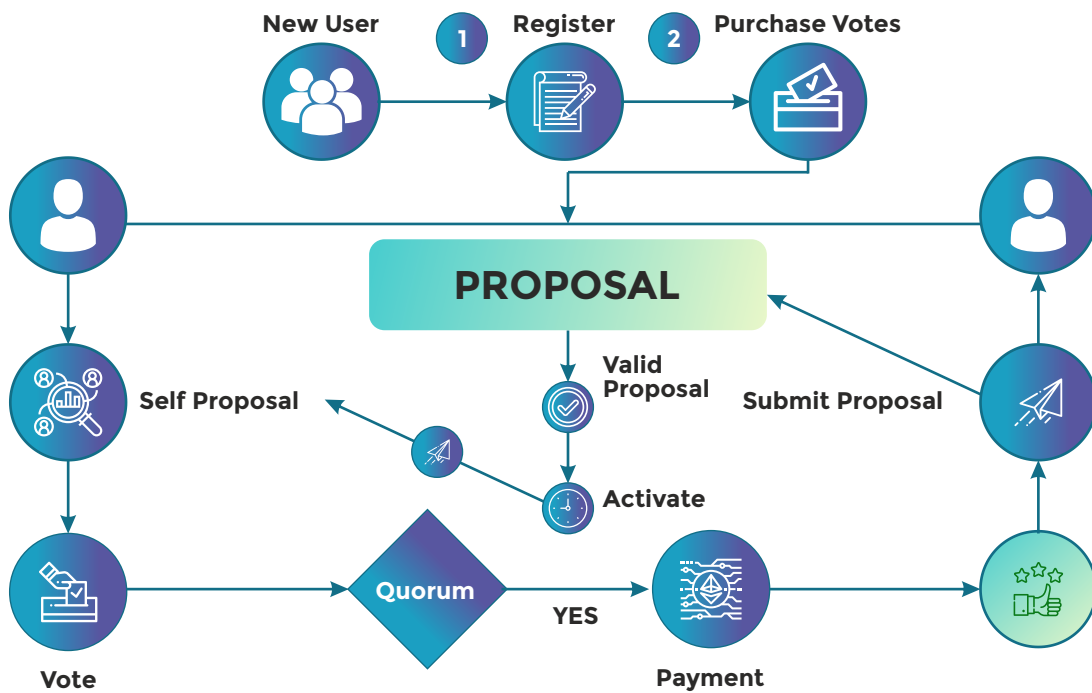 New User
1
Register
2
Purchase Votes
PROPOSAL
Valid
Proposal
Self Proposal
Submit Proposal
Activate
Quorum
YES
Vote
Payment